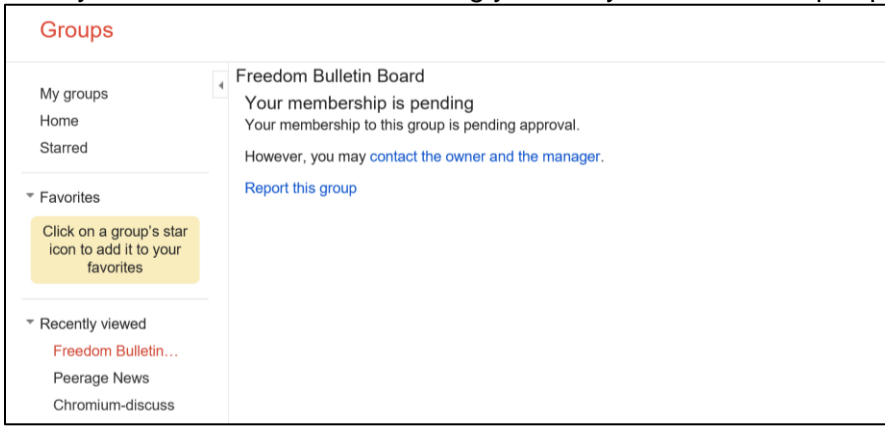 Groups
My groups
Home
Starred
Favorites
Click on a group's star
icon to add it to your
favorites
Recently viewed
Freedom Bulletin…
Peerage News
Chromium-discuss
Freedom Bulletin Board
Your membership is pending
Your membership to this group is pending approval.
However, you may contact the owner and the manager.
Report this group